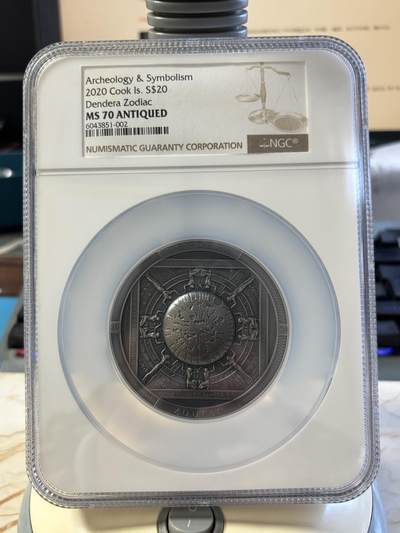 Archeology & Symbolism
2020 Cook Is. S$20
Dendera Zodiac
MS 70 ANTIQUED
6043851-002
NUMISMATIC GUARANTY CORPORATION
NGC®